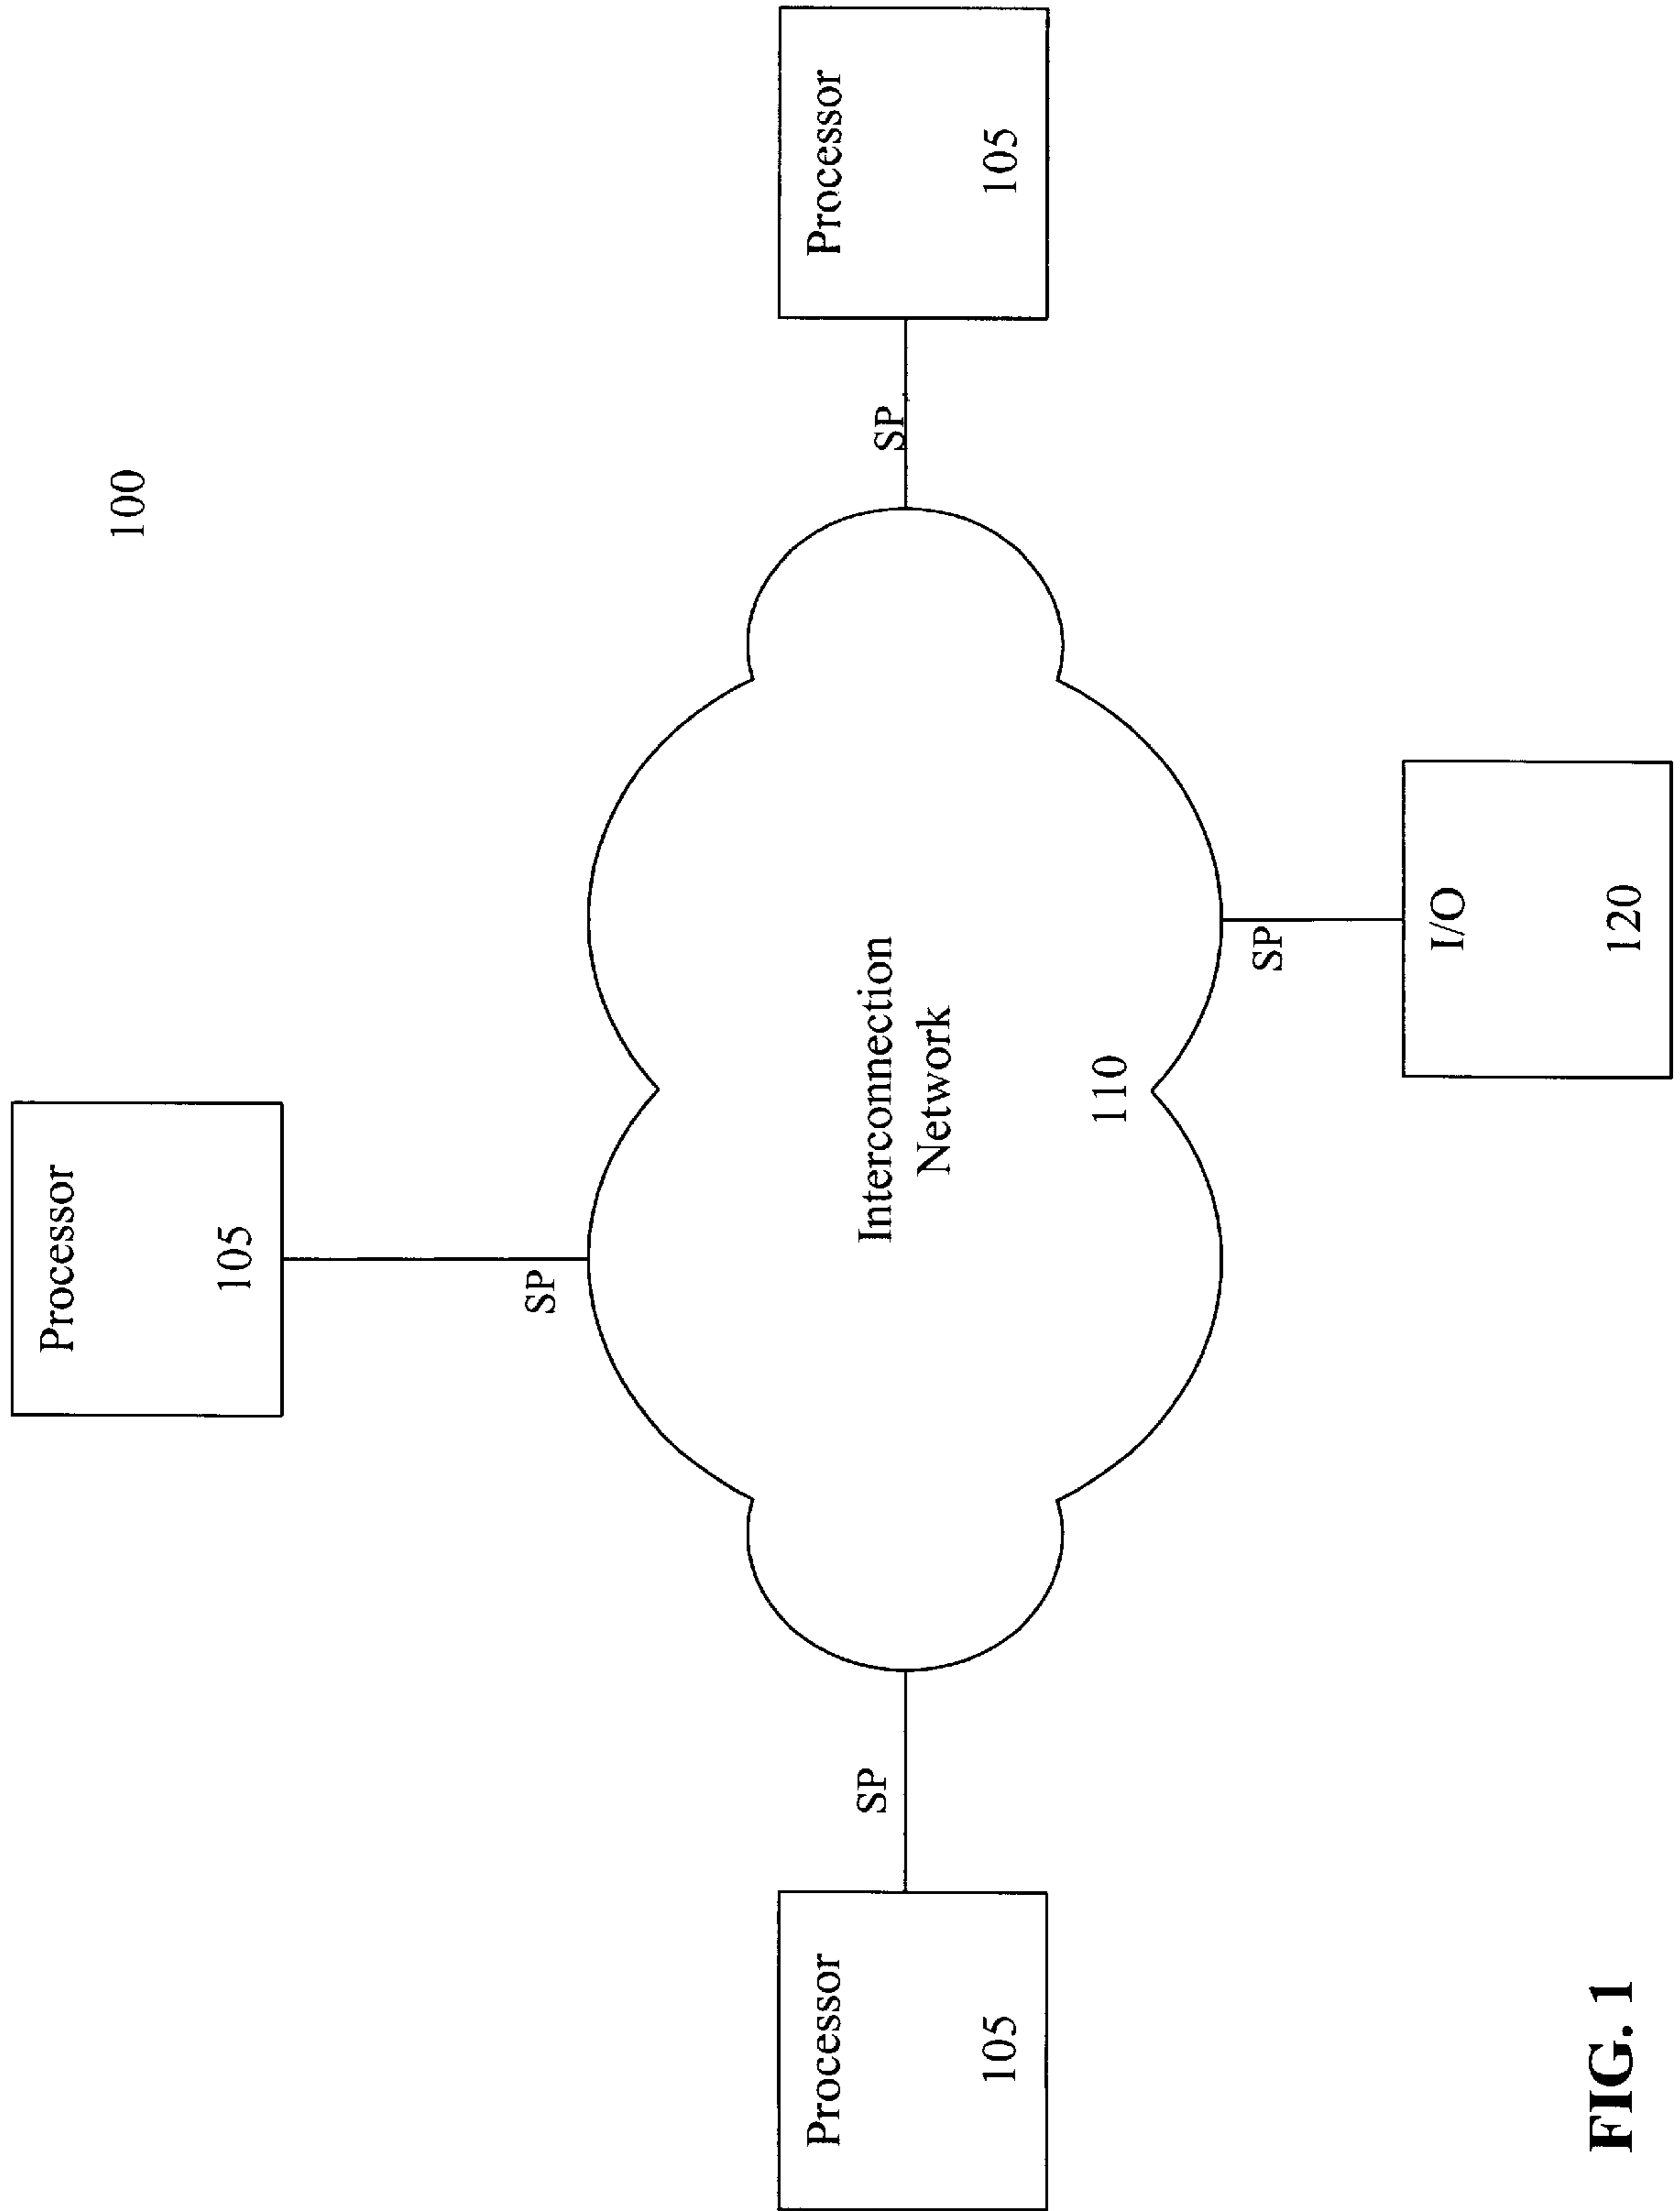 Processor
105
100
SP
Processor
105
SP
Interconnection
Network
110
SP
Processor
105
SP
I/O
120
FIG. 1